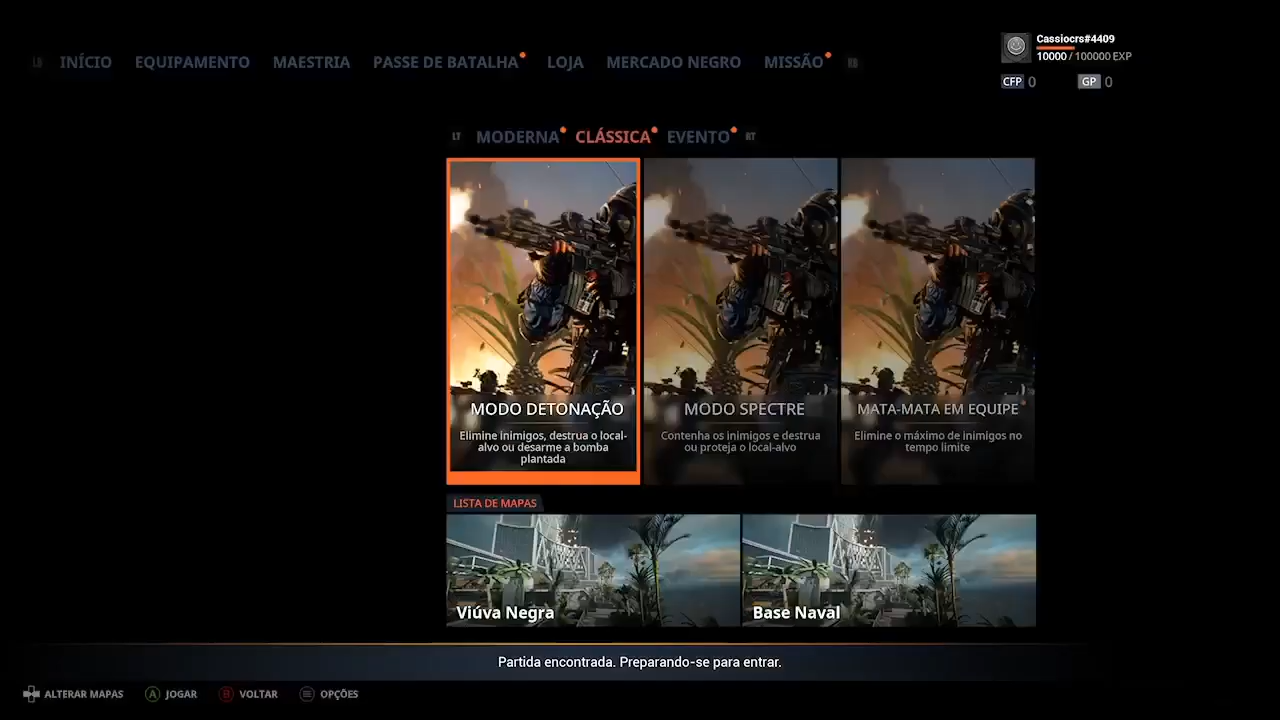 LB INÍCIO EQUIPAMENTO MAESTRIA PASSE DE BATALHA LOJA MERCADO NEGRO MISSÃO RB
Cassiocrs#4409
10000 / 100000 EXP
CFP 0 GP 0
LT MODERNA CLÁSSICA EVENTO RT
MODO DETONAÇÃO
Elimine inimigos, destrua o local-
alvo ou desarme a bomba
plantada
MODO SPECTRE
Contenha os inimigos e destrua
ou proteja o local-alvo
MATA-MATA EM EQUIPE
Elimine o máximo de inimigos no
tempo limite
LISTA DE MAPAS
Viúva Negra
Base Naval
Partida encontrada. Preparando-se para entrar.
ALTERAR MAPAS A JOGAR B VOLTAR OPÇÕES